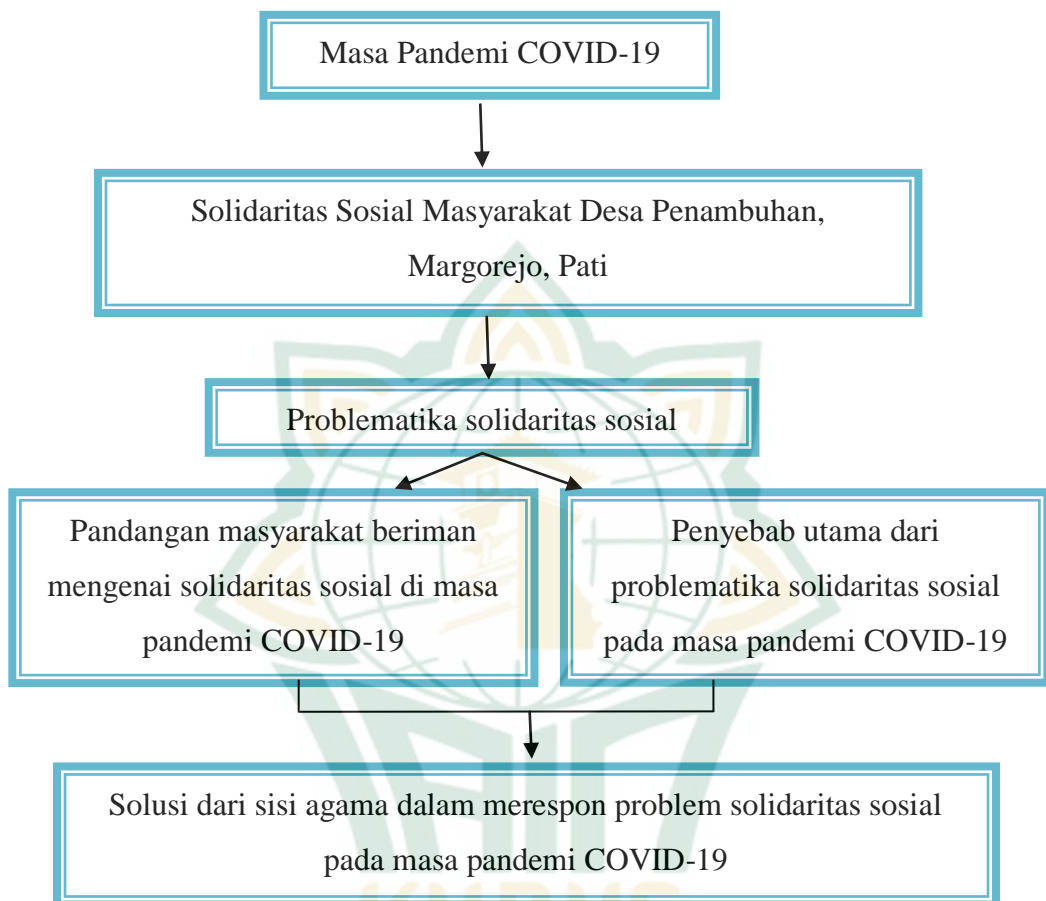 Masa Pandemi COVID-19
Solidaritas Sosial Masyarakat Desa Penambuhan,
Margorejo, Pati
Problematika solidaritas sosial
Pandangan masyarakat beriman
mengenai solidaritas sosial di masa
pandemi COVID-19
Penyebab utama dari
problematika solidaritas sosial
pada masa pandemi COVID-19
Solusi dari sisi agama dalam merespon problem solidaritas sosial
pada masa pandemi COVID-19